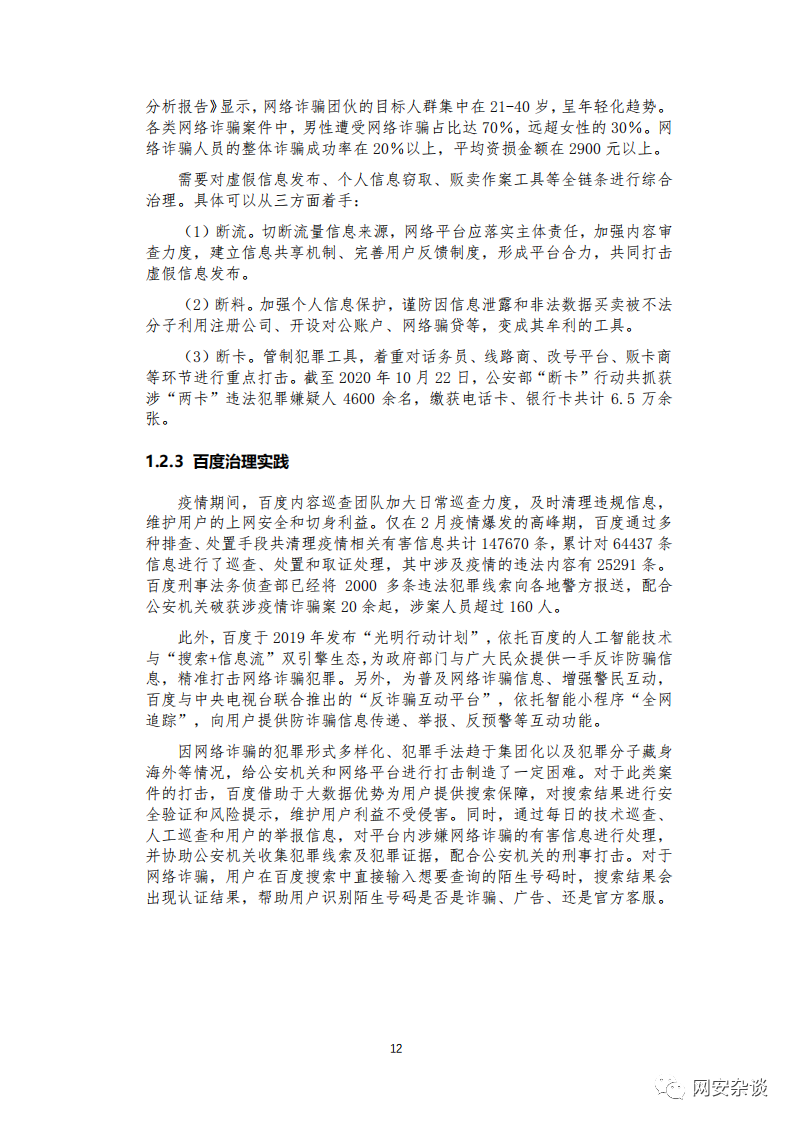 分析报告》显示，网络诈骗团伙的目标人群集中在 21-40 岁，呈年轻化趋势。
各类网络诈骗案件中，男性遭受网络诈骗占比达 70%，远超女性的 30%。网
络诈骗人员的整体诈骗成功率在 20%以上，平均资损金额在 2900 元以上。
需要对虚假信息发布、个人信息窃取、贩卖作案工具等全链条进行综合
治理。具体可以从三方面着手：
（1）断流。切断流量信息来源，网络平台应落实主体责任，加强内容审
查力度，建立信息共享机制、完善用户反馈制度，形成平台合力，共同打击
虚假信息发布。
（2）断料。加强个人信息保护，谨防因信息泄露和非法数据买卖被不法
分子利用注册公司、开设对公账户、网络骗贷等，变成其牟利的工具。
（3）断卡。管制犯罪工具，着重对话务员、线路商、改号平台、贩卡商
等环节进行重点打击。截至 2020 年 10 月 22 日，公安部“断卡”行动共抓获
涉“两卡”违法犯罪嫌疑人 4600 余名，缴获电话卡、银行卡共计 6.5 万余
张。
1.2.3 百度治理实践
疫情期间，百度内容巡查团队加大日常巡查力度，及时清理违规信息，
维护用户的上网安全和切身利益。仅在 2 月疫情爆发的高峰期，百度通过多
种排查、处置手段共清理疫情相关有害信息共计 147670 条，累计对 64437 条
信息进行了巡查、处置和取证处理，其中涉及疫情的违法内容有 25291 条。
百度刑事法务侦查部已经将 2000 多条违法犯罪线索向各地警方报送，配合
公安机关破获涉疫情诈骗案 20 余起，涉案人员超过 160 人。
此外，百度于 2019 年发布“光明行动计划”，依托百度的人工智能技术
与“搜索+信息流”双引擎生态，为政府部门与广大民众提供一手反诈防骗信
息，精准打击网络诈骗犯罪。另外，为普及网络诈骗信息、增强警民互动，
百度与中央电视台联合推出的“反诈骗互动平台”，依托智能小程序“全网
追踪”，向用户提供防诈骗信息传递、举报、反预警等互动功能。
因网络诈骗的犯罪形式多样化、犯罪手法趋于集团化以及犯罪分子藏身
海外等情况，给公安机关和网络平台进行打击制造了一定困难。对于此类案
件的打击，百度借助于大数据优势为用户提供搜索保障，对搜索结果进行安
全验证和风险提示，维护用户利益不受侵害。同时，通过每日的技术巡查、
人工巡查和用户的举报信息，对平台内涉嫌网络诈骗的有害信息进行处理，
并协助公安机关收集犯罪线索及犯罪证据，配合公安机关的刑事打击。对于
网络诈骗，用户在百度搜索中直接输入想要查询的陌生号码时，搜索结果会
出现认证结果，帮助用户识别陌生号码是否是诈骗、广告、还是官方客服。
12
网安杂谈